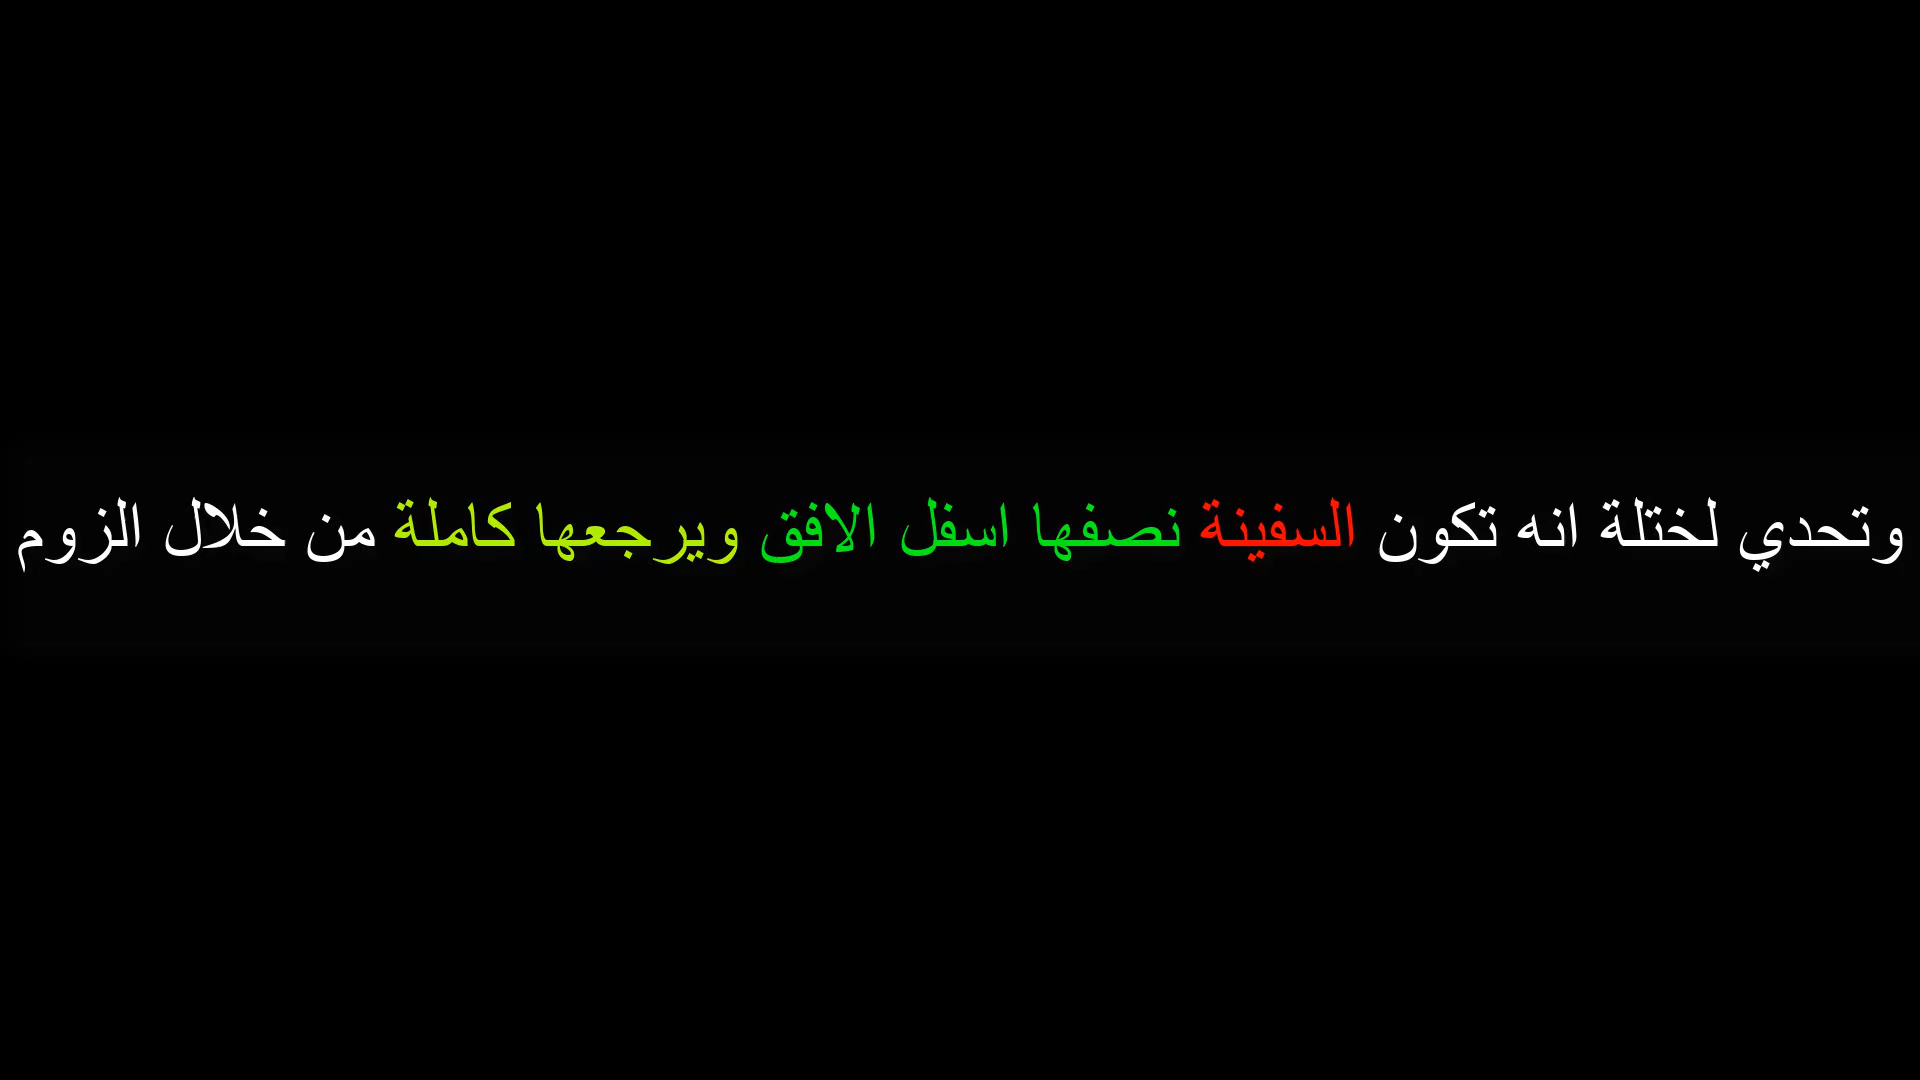 وتحدي لختلة انه تكون السفينة نصفها اسفل الافق ويرجعها كاملة من خلال الزوم